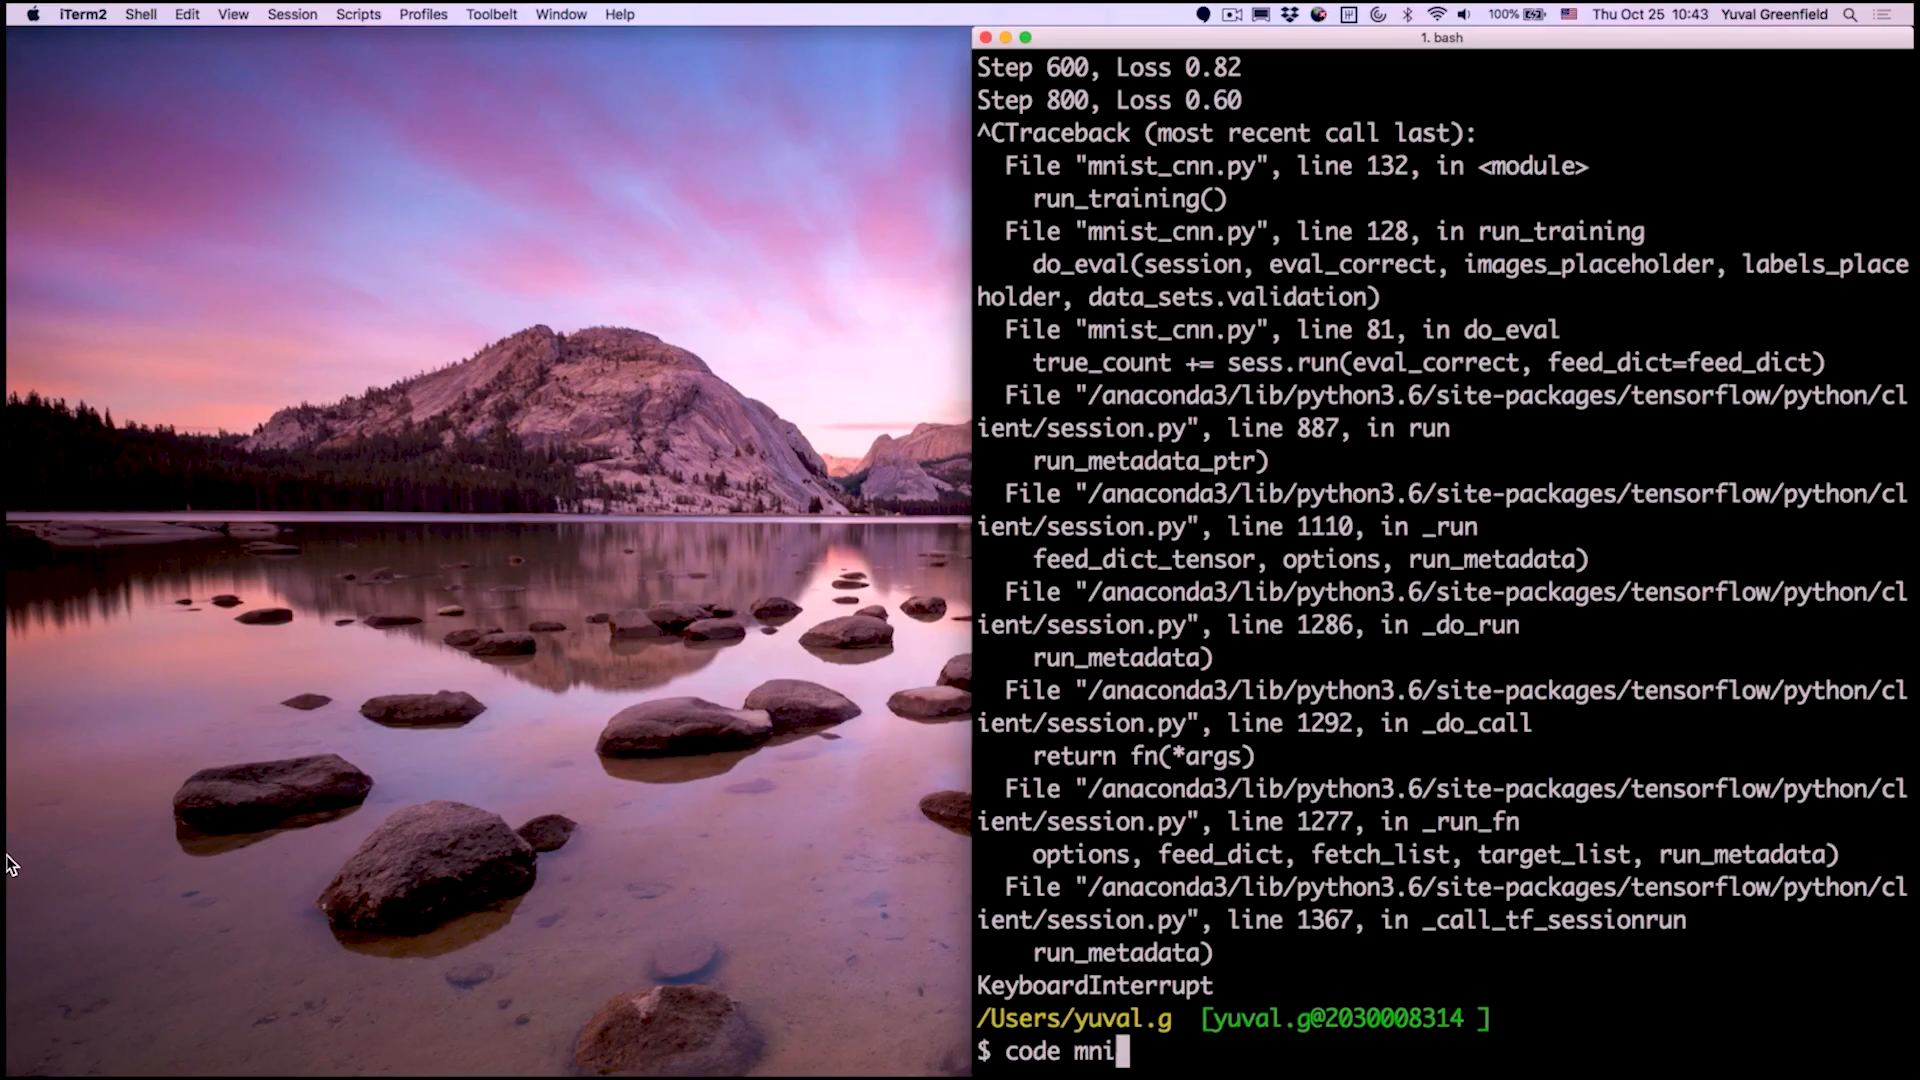 iTerm2 Shell Edit View Session Scripts Profiles Toolbelt Window Help 100% Thu Oct 25 10:43 Yuval Greenfield
1. bash
Step 600, Loss 0.82
Step 800, Loss 0.60
^CTraceback (most recent call last):
File "mnist_cnn.py", line 132, in <module>
run_training()
File "mnist_cnn.py", line 128, in run_training
do_eval(session, eval_correct, images_placeholder, labels_place
holder, data_sets.validation)
File "mnist_cnn.py", line 81, in do_eval
true_count += sess.run(eval_correct, feed_dict=feed_dict)
File "/anaconda3/lib/python3.6/site-packages/tensorflow/python/cl
ient/session.py", line 887, in run
run_metadata_ptr)
File "/anaconda3/lib/python3.6/site-packages/tensorflow/python/cl
ient/session.py", line 1110, in _run
feed_dict_tensor, options, run_metadata)
File "/anaconda3/lib/python3.6/site-packages/tensorflow/python/cl
ient/session.py", line 1286, in _do_run
run_metadata)
File "/anaconda3/lib/python3.6/site-packages/tensorflow/python/cl
ient/session.py", line 1292, in _do_call
return fn(*args)
File "/anaconda3/lib/python3.6/site-packages/tensorflow/python/cl
ient/session.py", line 1277, in _run_fn
options, feed_dict, fetch_list, target_list, run_metadata)
File "/anaconda3/lib/python3.6/site-packages/tensorflow/python/cl
ient/session.py", line 1367, in _call_tf_sessionrun
run_metadata)
KeyboardInterrupt
/Users/yuval.g [yuval.g@2030008314 ]
$ code mni